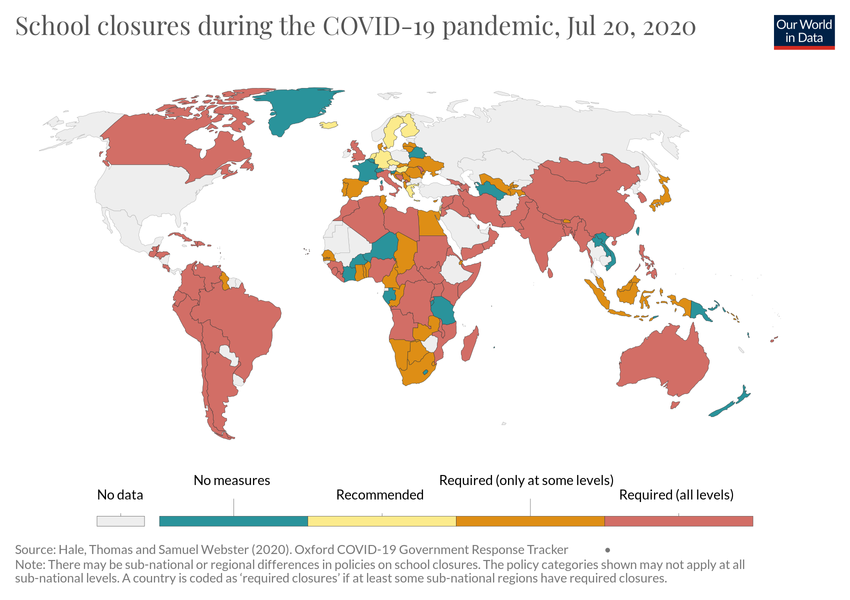 School closures during the COVID-19 pandemic, Jul 20, 2020
Our World
in Data
No data
No measures
Recommended
Required (only at some levels)
Required (all levels)
Source: Hale, Thomas and Samuel Webster (2020). Oxford COVID-19 Government Response Tracker •
Note: There may be sub-national or regional differences in policies on school closures. The policy categories shown may not apply at all
sub-national levels. A country is coded as 'required closures' if at least some sub-national regions have required closures.